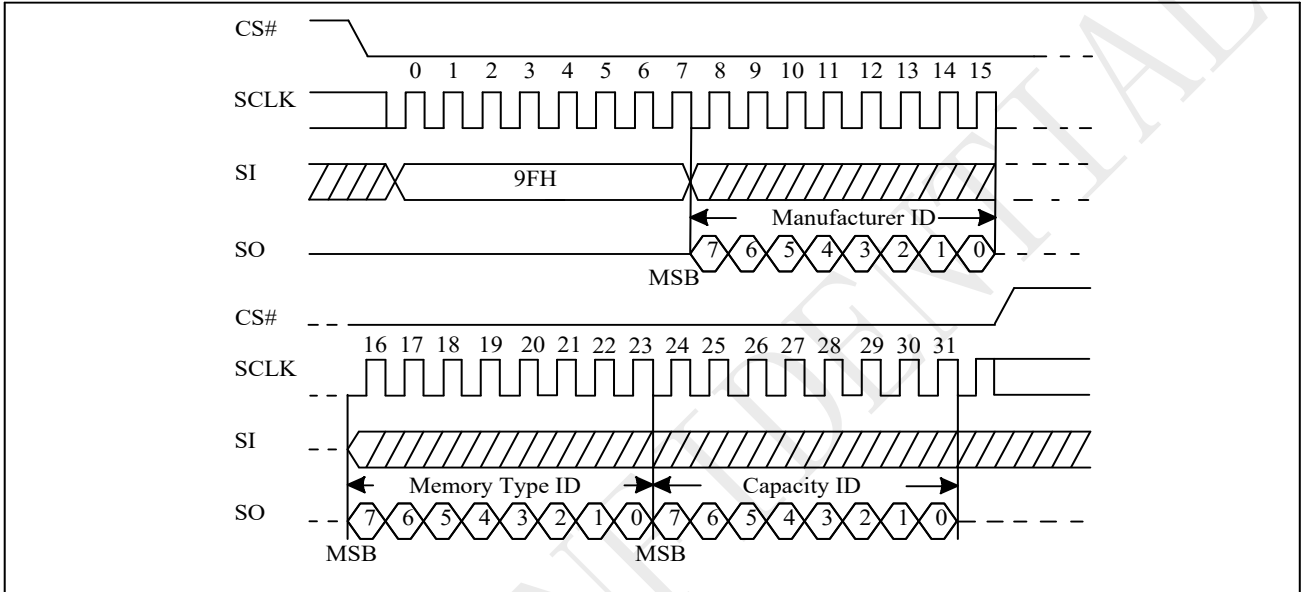 CS#
0 1 2 3 4 5 6 7 8 9 10 11 12 13 14 15
SCLK
SI
9FH
Manufacturer ID
SO
7 6 5 4 3 2 1 0
MSB
CS#
16 17 18 19 20 21 22 23 24 25 26 27 28 29 30 31
SCLK
SI
Memory Type ID Capacity ID
SO
7 6 5 4 3 2 1 0 7 6 5 4 3 2 1 0
MSB MSB